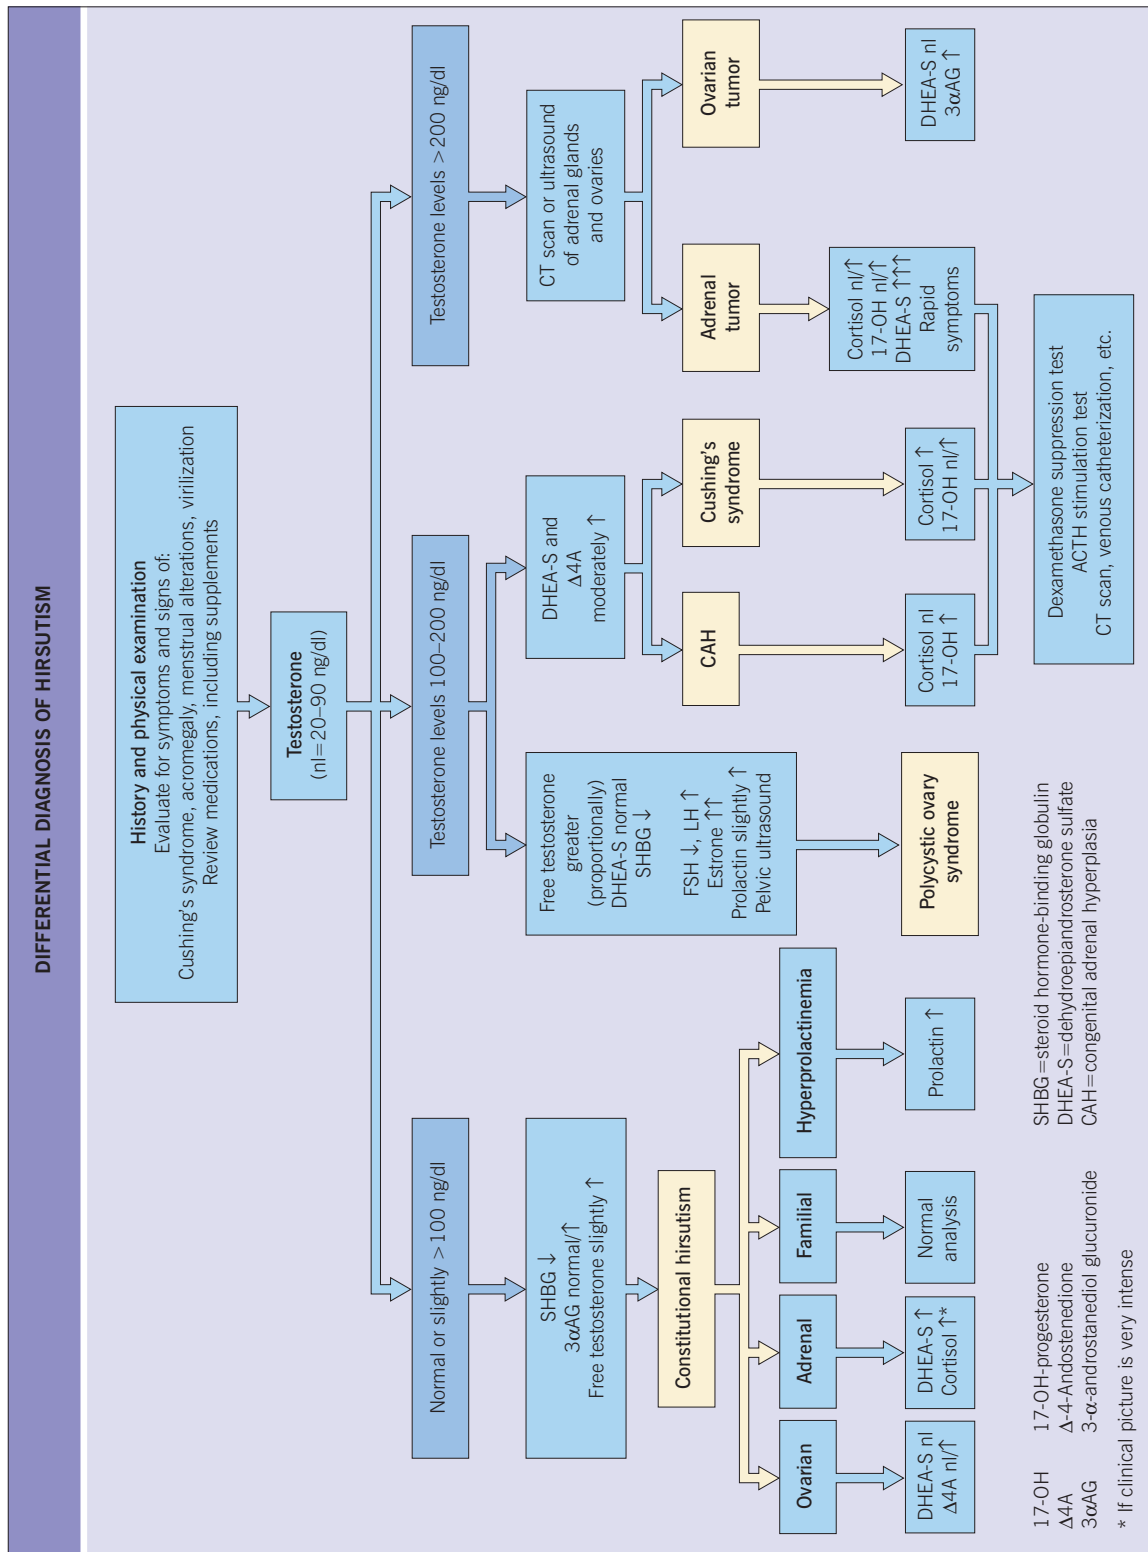 DIFFERENTIAL DIAGNOSIS OF HIRSUTISM
History and physical examination
Evaluate for symptoms and signs of:
Cushing's syndrome, acromegaly, menstrual alterations, virilization
Review medications, including supplements
Testosterone
(nl=20–90 ng/dl)
Normal or slightly >100 ng/dl
Testosterone levels 100–200 ng/dl
Testosterone levels >200 ng/dl
SHBG ↓
3αAG normal/↑
Free testosterone slightly ↑
Free testosterone
greater
(proportionally)
DHEA-S normal
SHBG ↓
FSH ↓, LH ↑
Estrone ↑↑
Prolactin slightly ↑
Pelvic ultrasound
DHEA-S and
Δ4A
moderately ↑
CT scan or ultrasound
of adrenal glands
and ovaries
Constitutional hirsutism
CAH
Cushing's
syndrome
Adrenal
tumor
Ovarian
tumor
Ovarian
Adrenal
Familial
Hyperprolactinemia
Polycystic ovary
syndrome
DHEA-S nl
Δ4A nl/↑
DHEA-S ↑
Cortisol ↑*
Normal
analysis
Prolactin ↑
Cortisol nl
17-OH ↑
Cortisol ↑
17-OH nl/↑
Cortisol nl/↑
17-OH nl/↑
DHEA-S ↑↑↑
Rapid
symptoms
DHEA-S nl
3αAG ↑
Dexamethasone suppression test
ACTH stimulation test
CT scan, venous catheterization, etc.
17-OH 17-OH-progesterone
Δ4A Δ-4-Andostenedione
3αAG 3-α-androstanediol glucuronide
* If clinical picture is very intense
SHBG=steroid hormone-binding globulin
DHEA-S=dehydroepiandrosterone sulfate
CAH=congenital adrenal hyperplasia